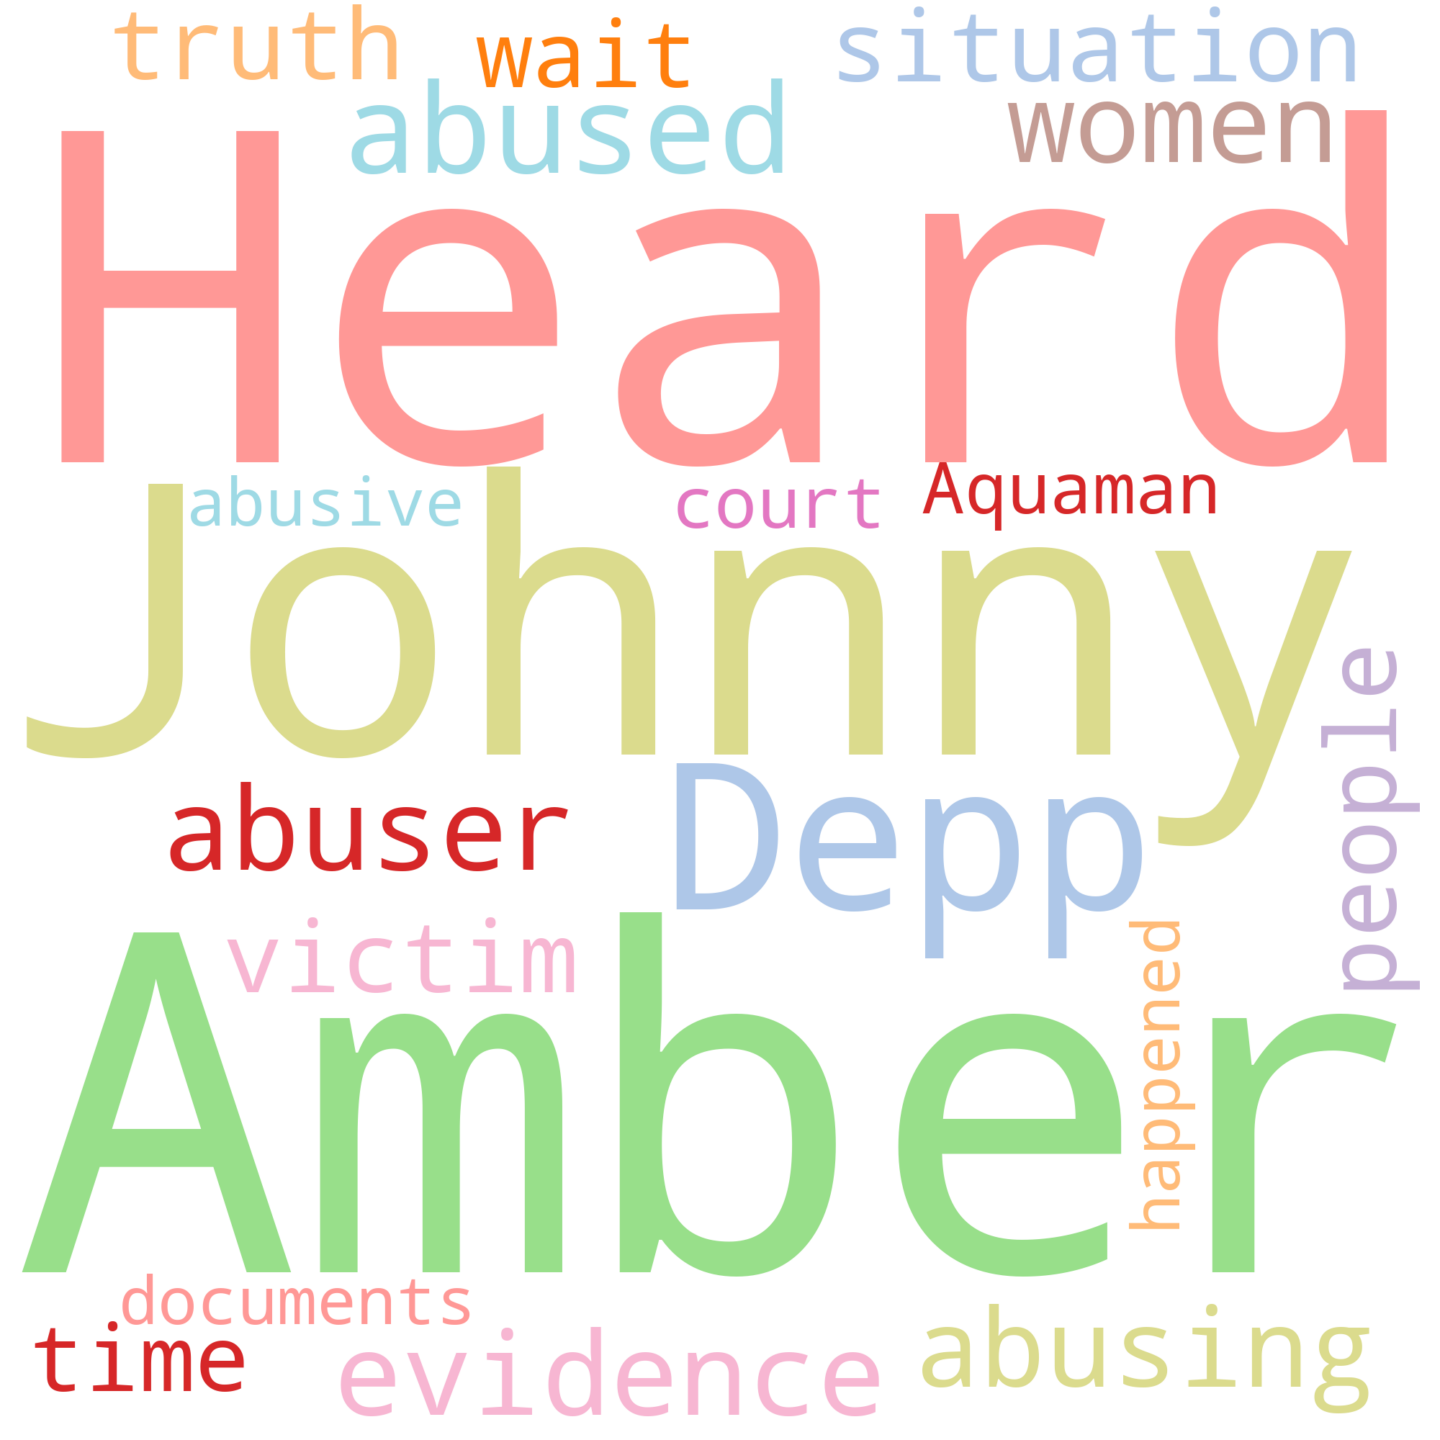 truth wait situation
abused women
Heard
abusive court Aquaman
Johnny
people
abuser Depp
victim happened
Amber
documents
time evidence abusing